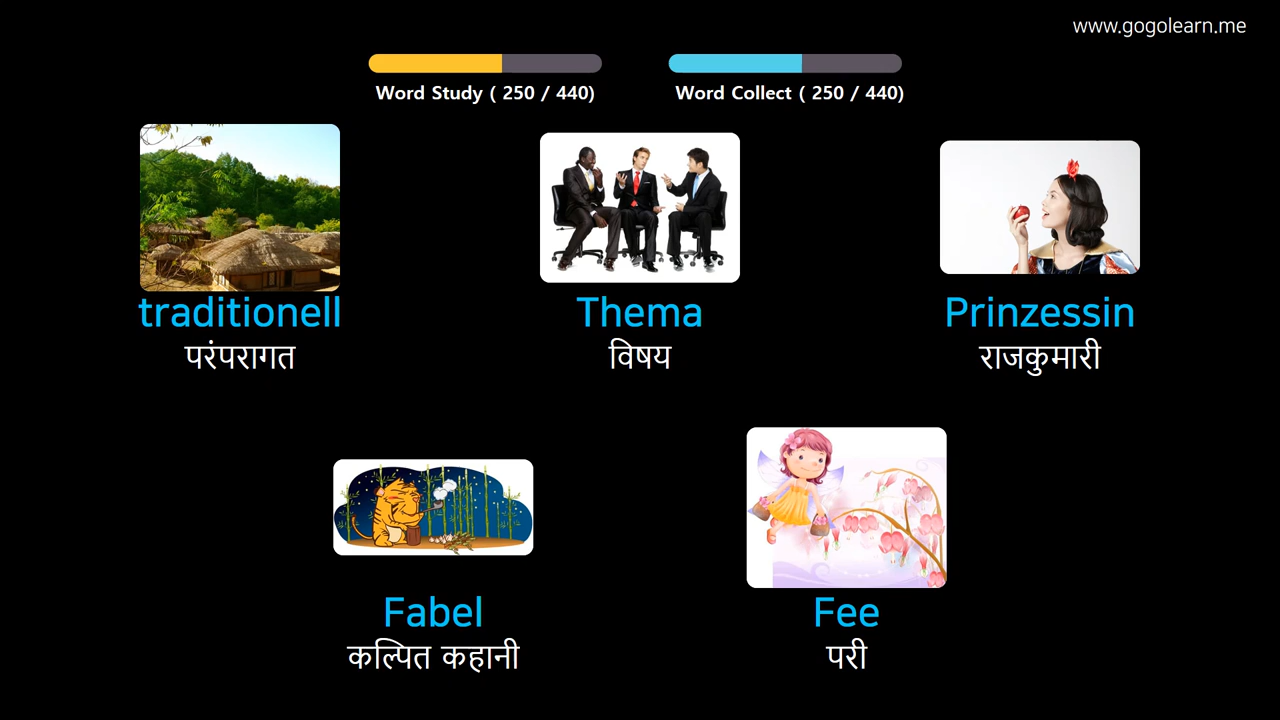 www.gogolearn.me
Word Study ( 250 / 440)
Word Collect ( 250 / 440)
traditionell
परंपरागत
Thema
विषय
Prinzessin
राजकुमारी
Fabel
कल्पित कहानी
Fee
परी